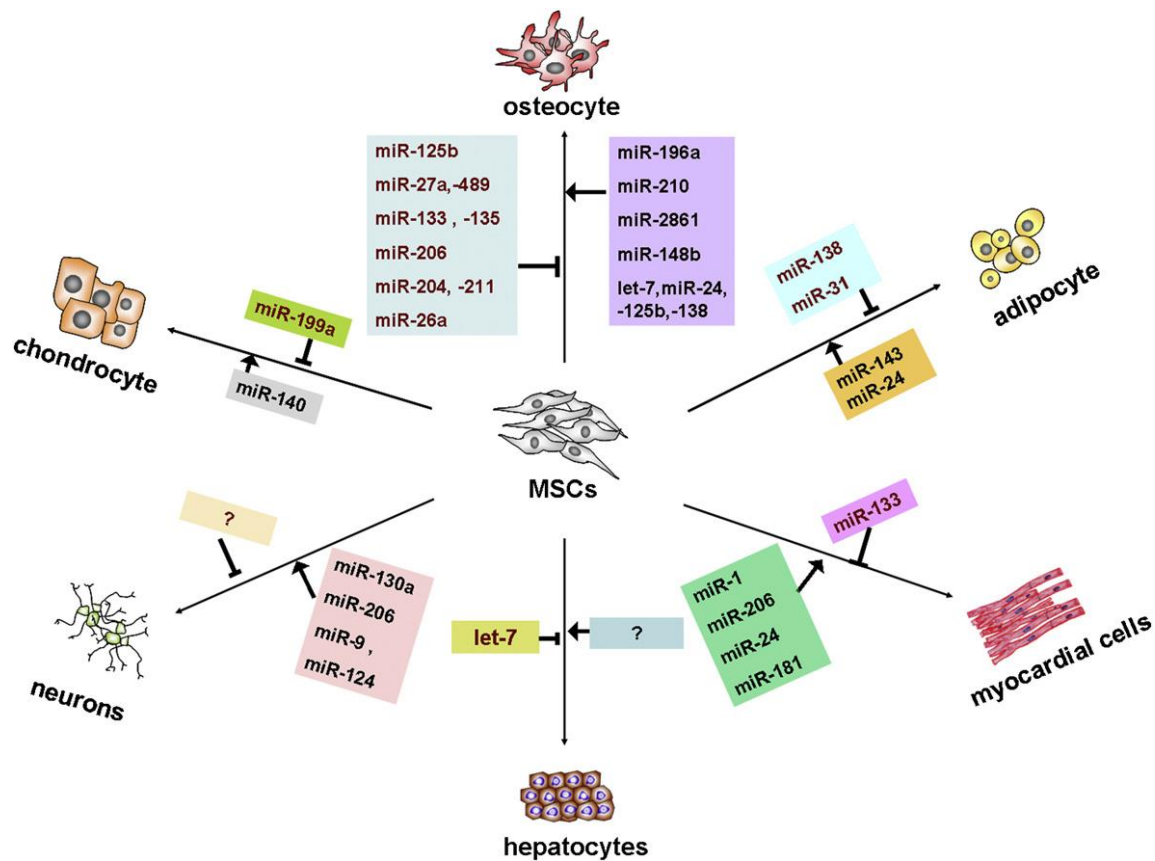 osteocyte
miR-125b
miR-27a,-489
miR-133 , -135
miR-206
miR-204, -211
miR-26a
miR-196a
miR-210
miR-2861
miR-148b
let-7,miR-24,
-125b,-138
miR-138
miR-31
adipocyte
miR-143
miR-24
chondrocyte
miR-199a
miR-140
MSCs
?
miR-130a
miR-206
miR-9 ,
miR-124
neurons
let-7
?
miR-133
miR-1
miR-206
miR-24
miR-181
myocardial cells
hepatocytes